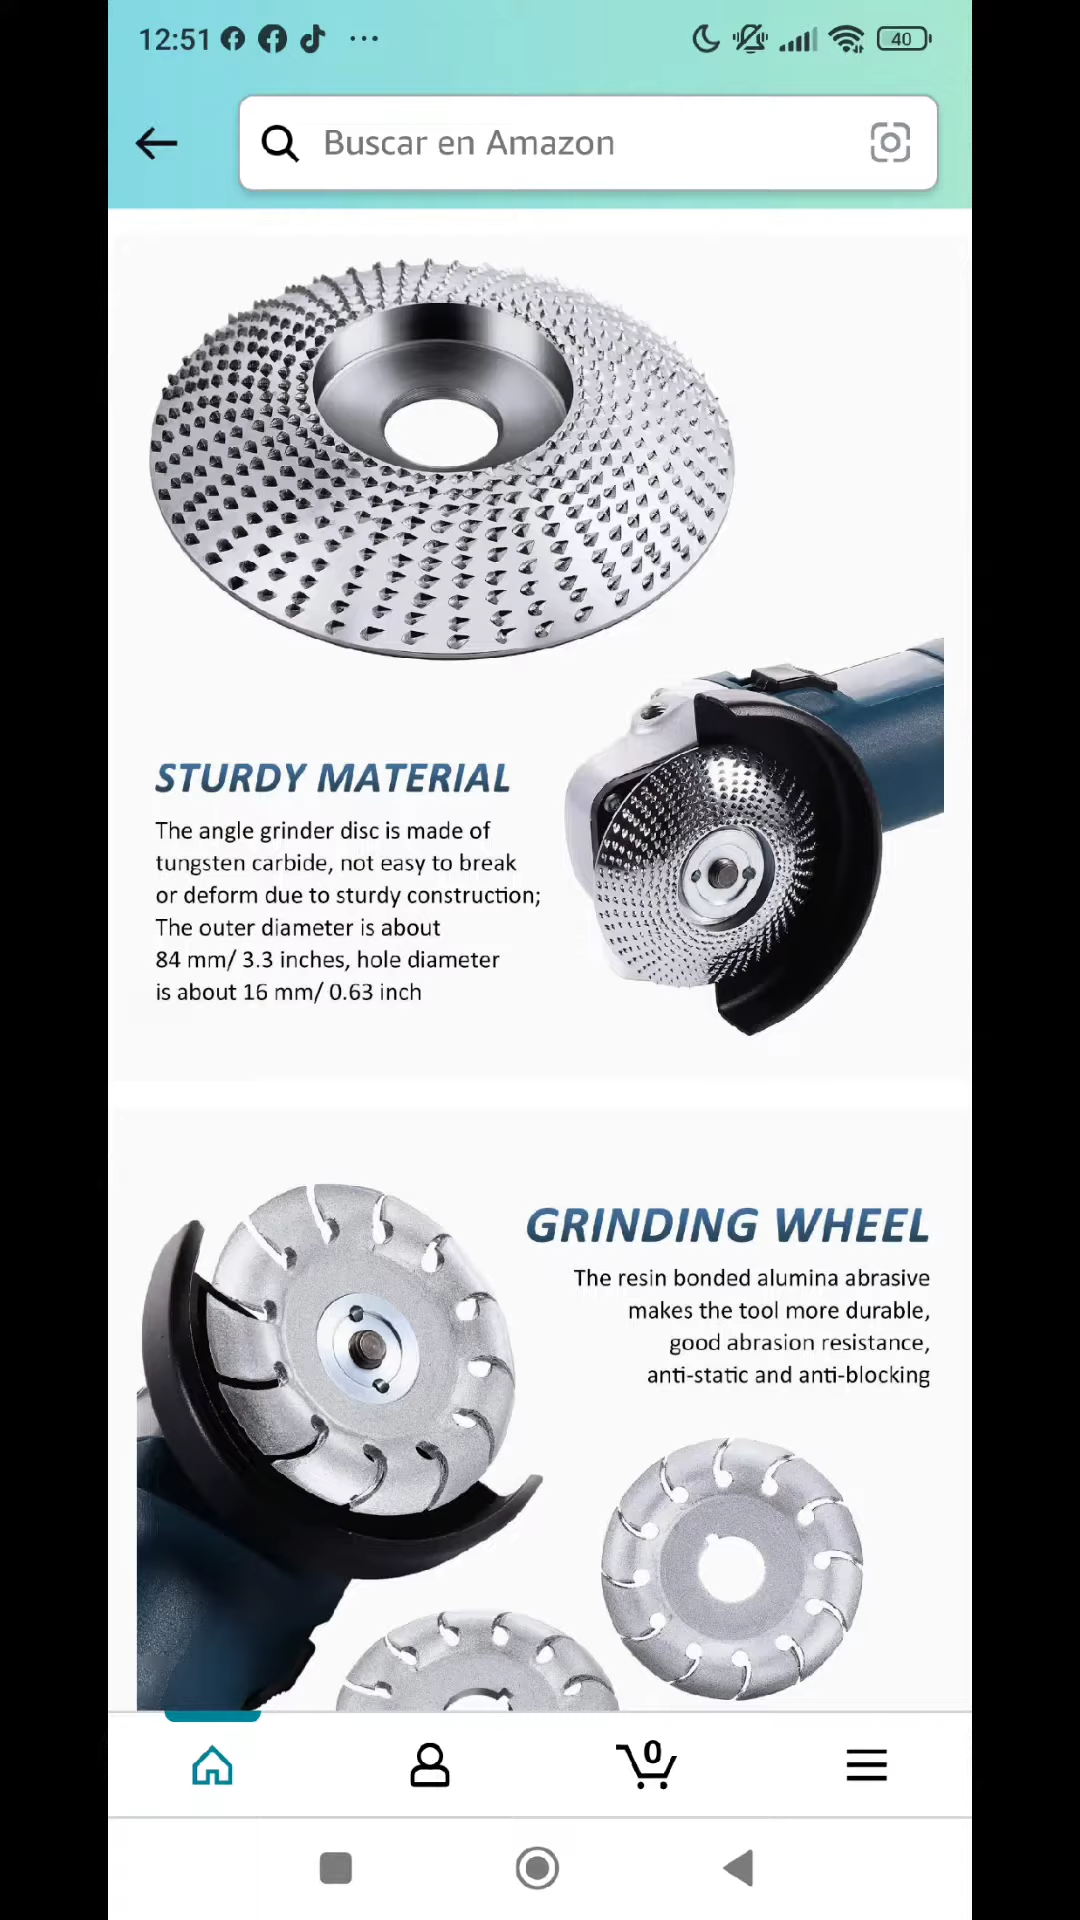 12:51
40
Buscar en Amazon
STURDY MATERIAL
The angle grinder disc is made of
tungsten carbide, not easy to break
or deform due to sturdy construction;
The outer diameter is about
84 mm/ 3.3 inches, hole diameter
is about 16 mm/ 0.63 inch
GRINDING WHEEL
The resin bonded alumina abrasive
makes the tool more durable,
good abrasion resistance,
anti-static and anti-blocking
0